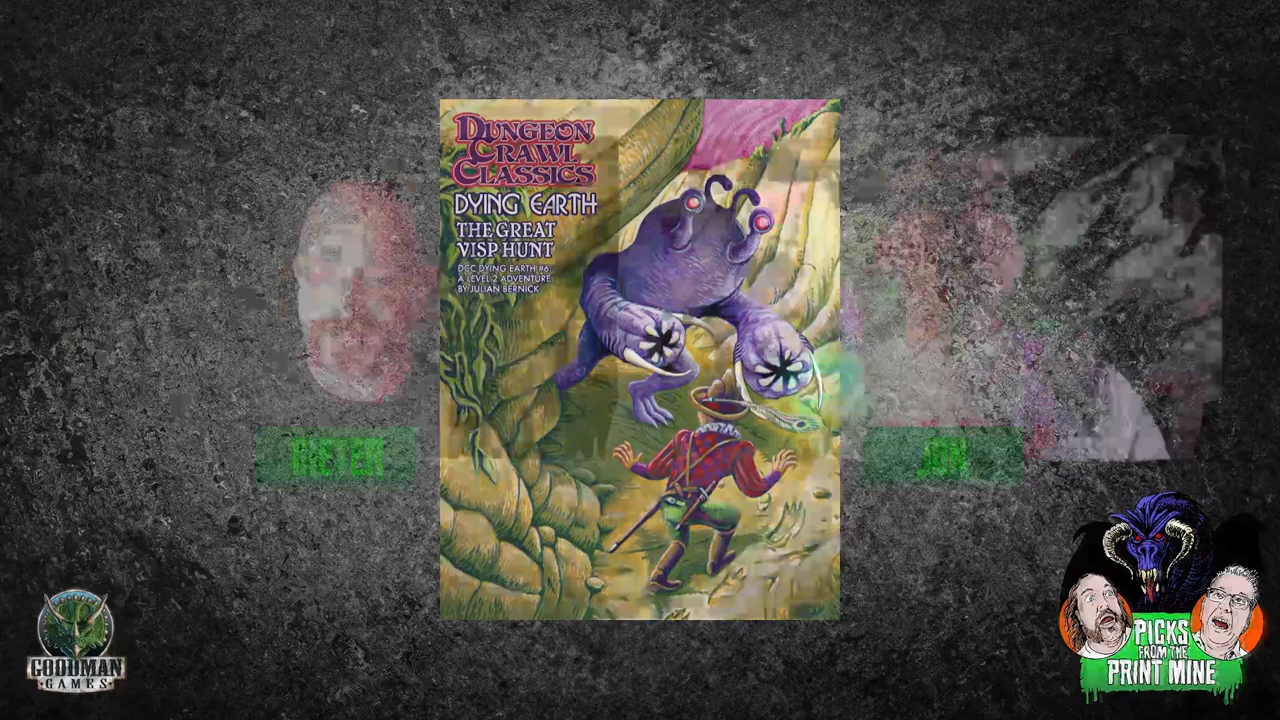 DUNGEON
CRAWL
CLASSICS
DYING EARTH
THE GREAT
VISP HUNT
DCC DYING EARTH #6:
A LEVEL 2 ADVENTURE
BY JULIAN BERNICK
DIETER
JON
GOODMAN
GAMES
PICKS
FROM THE
PRINT MINE